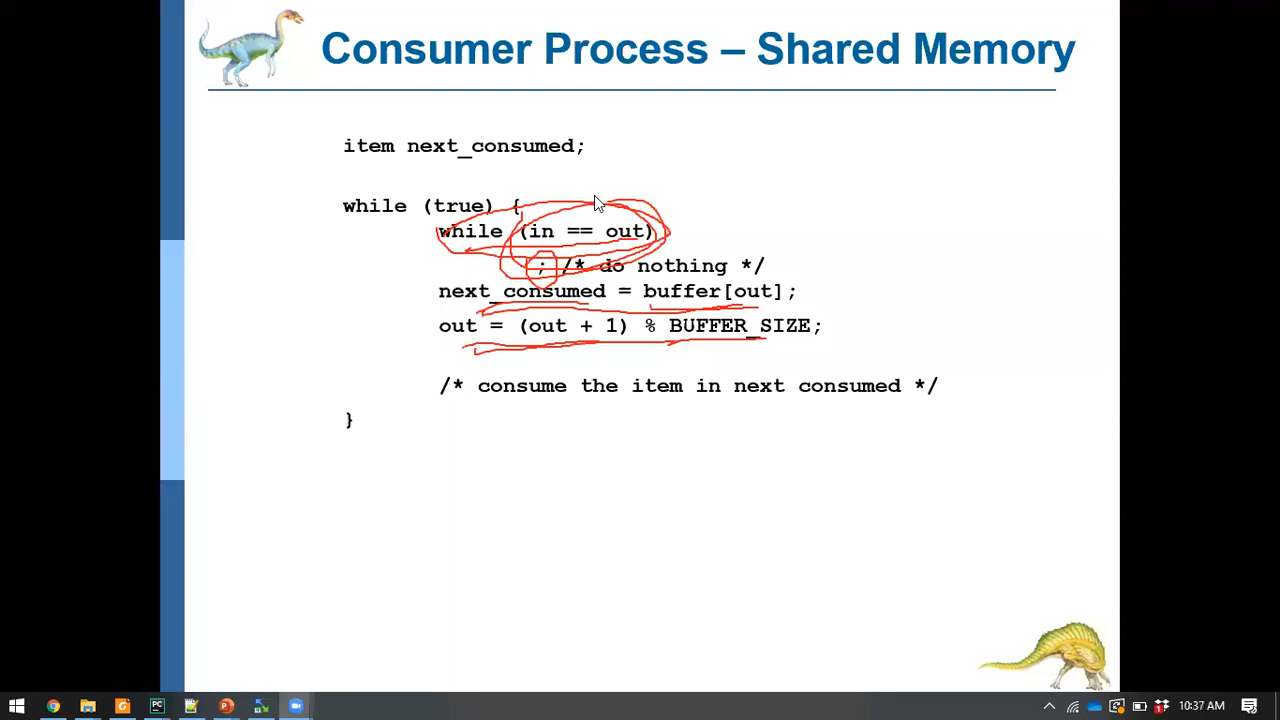 Consumer Process – Shared Memory
item next_consumed;
while (true) {
while (in == out)
; /* do nothing */
next_consumed = buffer[out];
out = (out + 1) % BUFFER_SIZE;
/* consume the item in next consumed */
}
10:37 AM